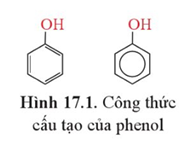 OH OH
Hình 17.1. Công thức
cấu tạo của phenol